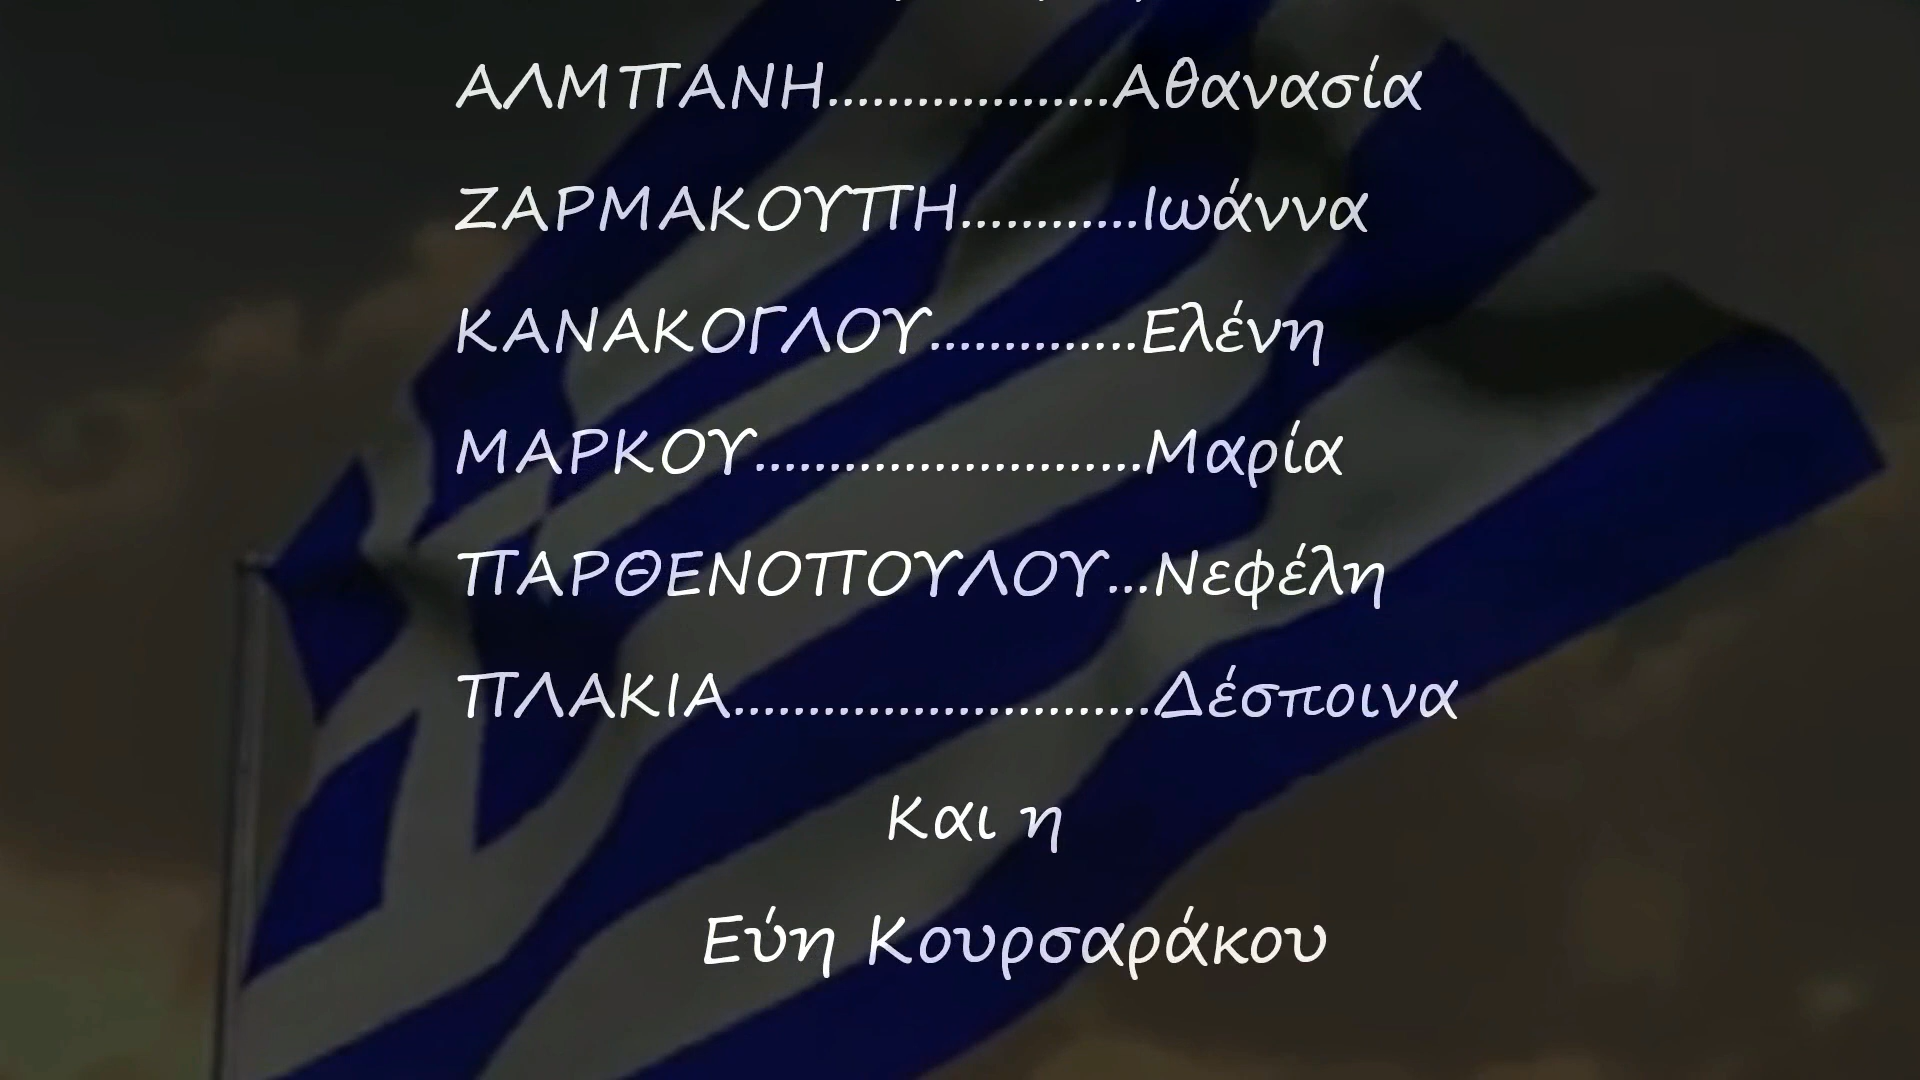 ΑΛΜΠΑΝΗ...................Αθανασία
ΖΑΡΜΑΚΟΥΠΗ............Ιωάννα
ΚΑΝΑΚΟΓΛΟΥ..............Ελένη
ΜΑΡΚΟΥ..........................Μαρία
ΠΑΡΘΕΝΟΠΟΥΛΟΥ...Νεφέλη
ΠΛΑΚΙΑ............................Δέσποινα
Και η
Εύη Κουρσαράκου